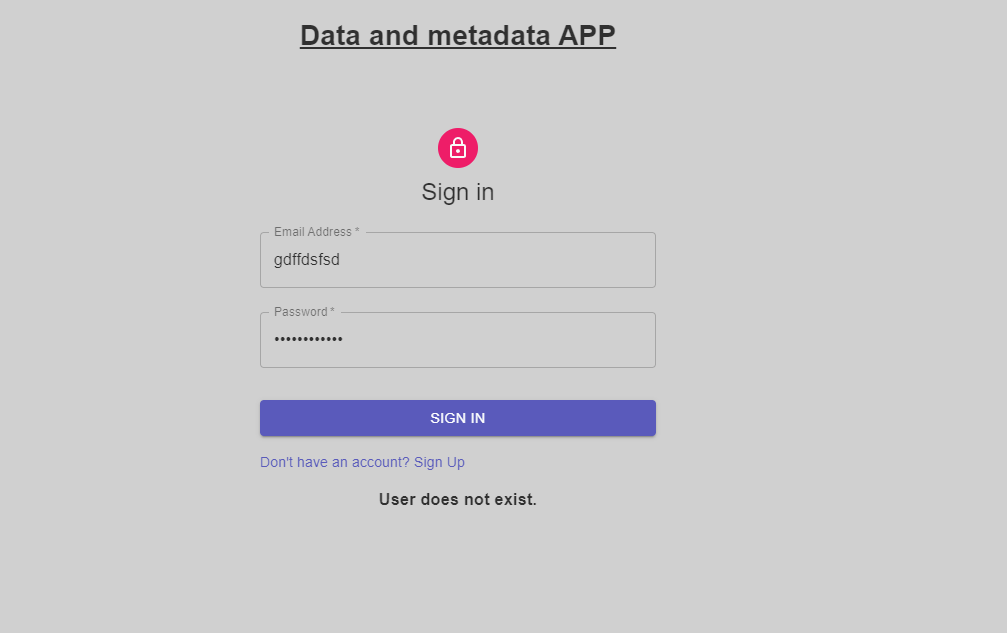 Data and metadata APP
Sign in
Email Address *
gdffdsfsd
Password *
••••••••••••
SIGN IN
Don't have an account? Sign Up
User does not exist.